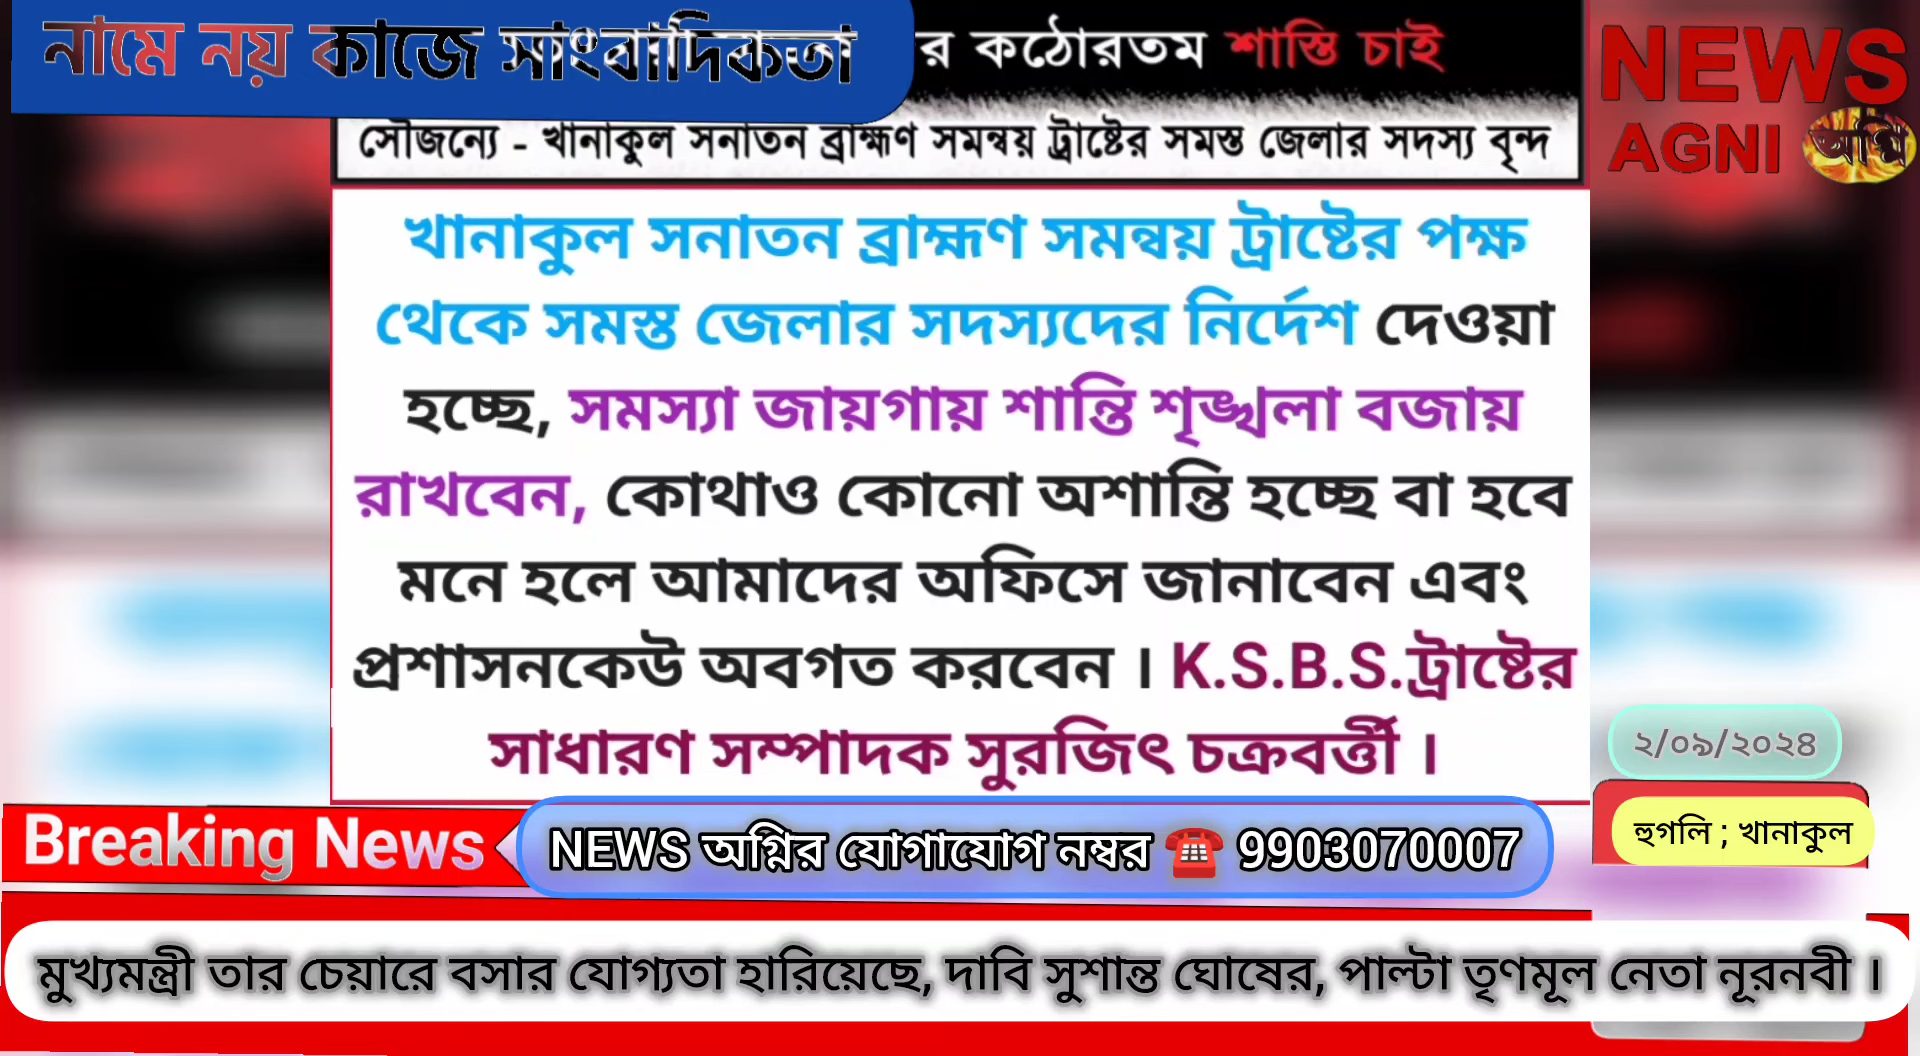 নামে নয় কাজে সাংবাদিকতা
র কঠোরতম শাস্তি চাই
NEWS
AGNI অগ্নি
সৌজন্যে - খানাকুল সনাতন ব্রাহ্মণ সমন্বয় ট্রাষ্টের সমস্ত জেলার সদস্য বৃন্দ
খানাকুল সনাতন ব্রাহ্মণ সমন্বয় ট্রাষ্টের পক্ষ
থেকে সমস্ত জেলার সদস্যদের নির্দেশ দেওয়া
হচ্ছে, সমস্যা জায়গায় শান্তি শৃঙ্খলা বজায়
রাখবেন, কোথাও কোনো অশান্তি হচ্ছে বা হবে
মনে হলে আমাদের অফিসে জানাবেন এবং
প্রশাসনকেউ অবগত করবেন । K.S.B.S.ট্রাষ্টের
সাধারণ সম্পাদক সুরজিৎ চক্রবর্ত্তী ।
২/০৯/২০২৪
হুগলি ; খানাকুল
Breaking News
NEWS অগ্নির যোগাযোগ নম্বর ☎️ 9903070007
মুখ্যমন্ত্রী তার চেয়ারে বসার যোগ্যতা হারিয়েছে, দাবি সুশান্ত ঘোষের, পাল্টা তৃণমূল নেতা নূরনবী ।